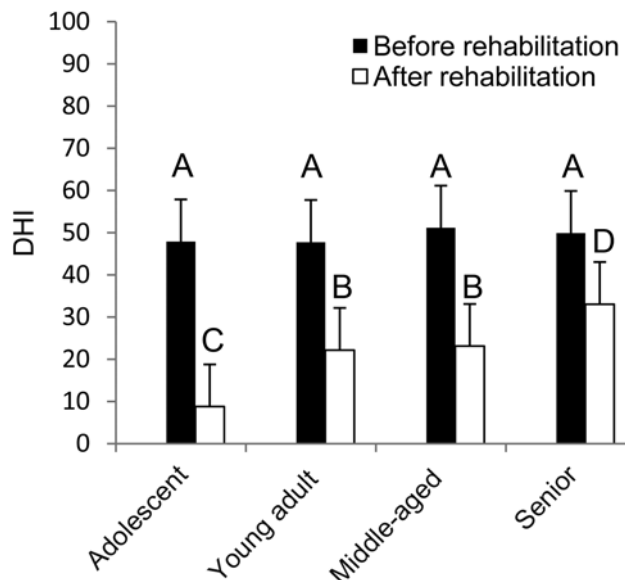 100
90
80
70
60
50
40
30
20
10
0
DHI
Before rehabilitation
After rehabilitation
A
A
A
A
C
B
B
D
Adolescent
Young adult
Middle-aged
Senior